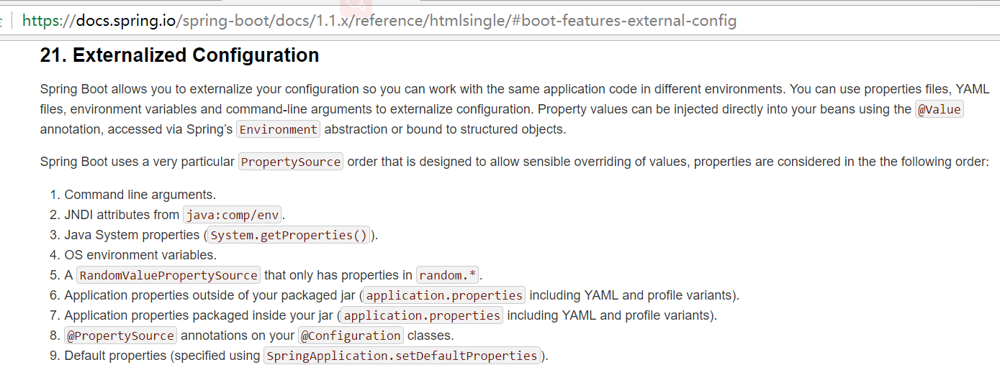 https://docs.spring.io/spring-boot/docs/1.1.x/reference/htmlsingle/#boot-features-external-config
21. Externalized Configuration
Spring Boot allows you to externalize your configuration so you can work with the same application code in different environments. You can use properties files, YAML
files, environment variables and command-line arguments to externalize configuration. Property values can be injected directly into your beans using the @Value
annotation, accessed via Spring's Environment abstraction or bound to structured objects.
Spring Boot uses a very particular PropertySource order that is designed to allow sensible overriding of values, properties are considered in the the following order:
1. Command line arguments.
2. JNDI attributes from java:comp/env.
3. Java System properties (System.getProperties()).
4. OS environment variables.
5. A RandomValuePropertySource that only has properties in random.*.
6. Application properties outside of your packaged jar (application.properties including YAML and profile variants).
7. Application properties packaged inside your jar (application.properties including YAML and profile variants).
8. @PropertySource annotations on your @Configuration classes.
9. Default properties (specified using SpringApplication.setDefaultProperties).